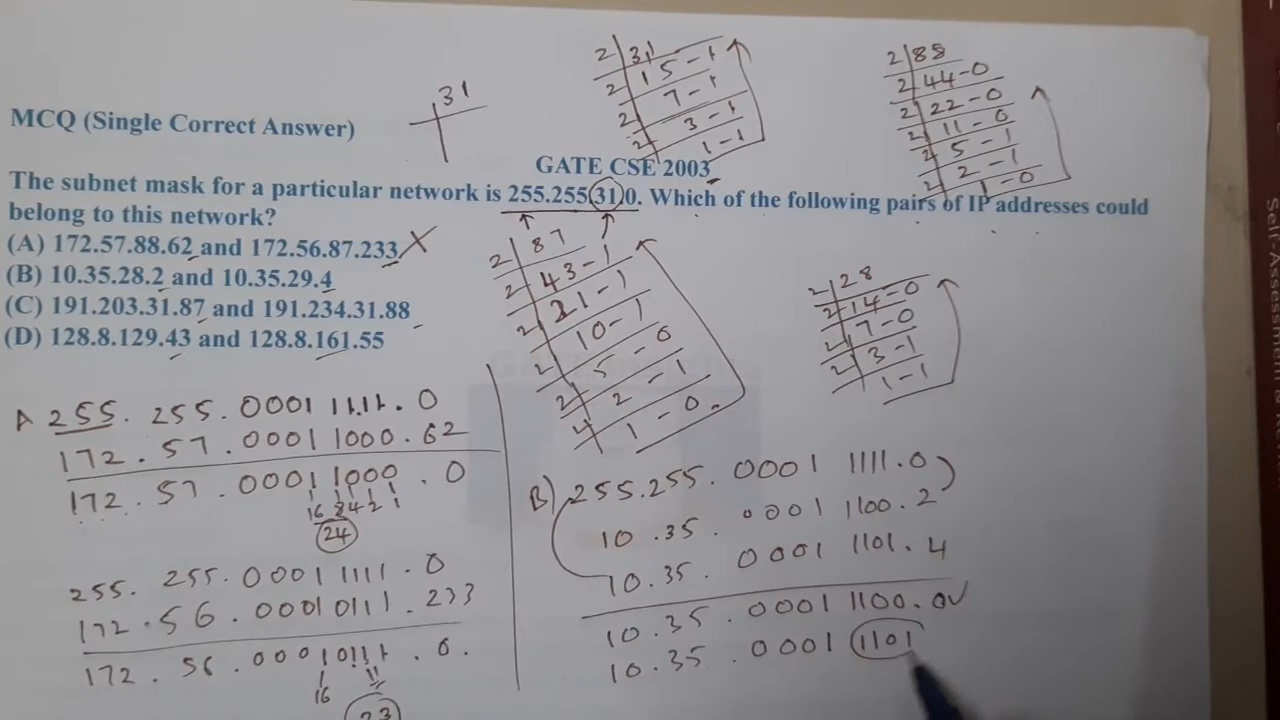 31
2 31
2 15 - 1
2 7 - 1
2 3 - 1
2 1 - 1
2 88
2 44 - 0
2 22 - 0
2 11 - 0
2 5 - 1
2 2 - 1
2 1 - 0
MCQ (Single Correct Answer)
GATE CSE 2003
The subnet mask for a particular network is 255.255.31.0. Which of the following pairs of IP addresses could
belong to this network?
(A) 172.57.88.62 and 172.56.87.233
(B) 10.35.28.2 and 10.35.29.4
(C) 191.203.31.87 and 191.234.31.88
(D) 128.8.129.43 and 128.8.161.55
2 87
2 43 - 1
2 21 - 1
2 10 - 1
2 5 - 0
2 2 - 1
4 1 - 0.
2 28
2 14 - 0
2 7 - 0
2 3 - 1
1 - 1
A 255. 255. 0001 1111. 0
172. 57. 0001 1000. 62
172. 57. 0001 1000. 0
16 8 4 2 1
24
255. 255. 0001 1111. 0
172. 56. 0001 0111. 233
172. 56. 0001 0111. 0.
16
23
B) 255.255. 0001 1111.0
10.35. 0001 1100.2
10.35. 0001 1101.4
10.35. 0001 1100.0
10.35. 0001 1101
Self-Assessment